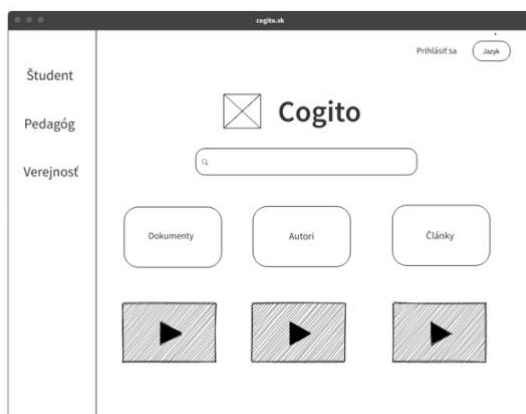 cogito.sk
Prihlásiť sa
Jazyk
Študent
Pedagóg
Verejnosť
Cogito
Dokumenty
Autori
Články